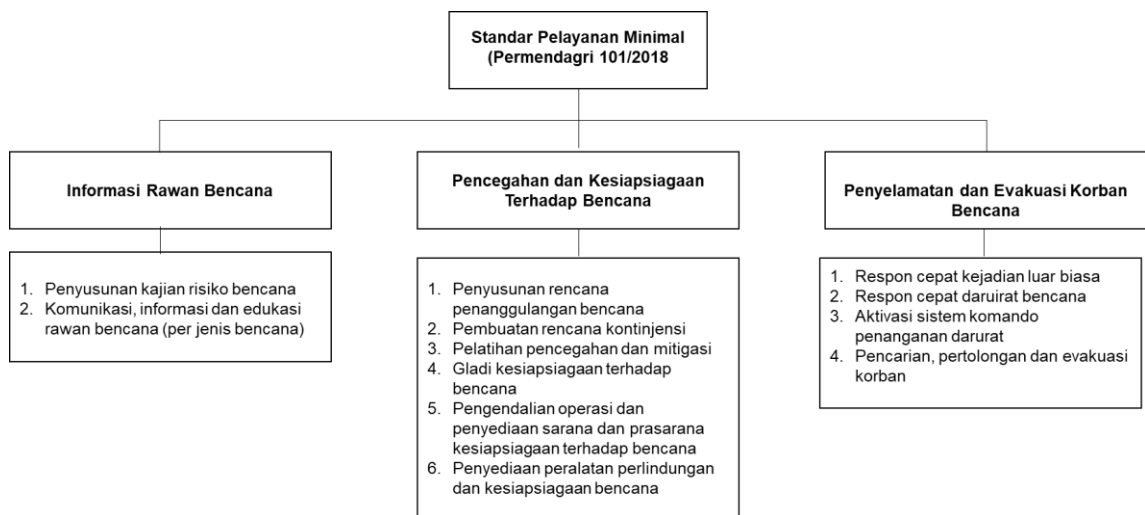 Standar Pelayanan Minimal
(Permendagri 101/2018
Informasi Rawan Bencana
Pencegahan dan Kesiapsiagaan
Terhadap Bencana
Penyelamatan dan Evakuasi Korban
Bencana
1. Penyusunan kajian risiko bencana
2. Komunikasi, informasi dan edukasi
rawan bencana (per jenis bencana)
1. Penyusunan rencana
penanggulangan bencana
2. Pembuatan rencana kontinjensi
3. Pelatihan pencegahan dan mitigasi
4. Gladi kesiapsiagaan terhadap
bencana
5. Pengendalian operasi dan
penyediaan sarana dan prasarana
kesiapsiagaan terhadap bencana
6. Penyediaan peralatan perlindungan
dan kesiapsiagaan bencana
1. Respon cepat kejadian luar biasa
2. Respon cepat daruirat bencana
3. Aktivasi sistem komando
penanganan darurat
4. Pencarian, pertolongan dan evakuasi
korban